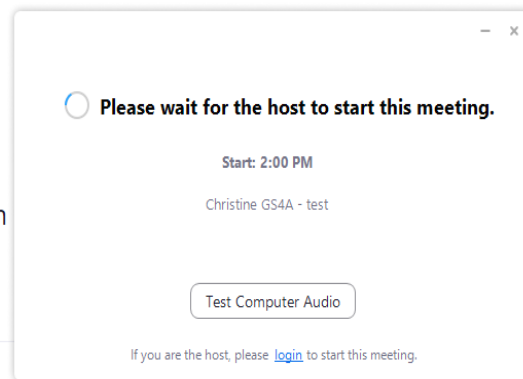 Please wait for the host to start this meeting.
Start: 2:00 PM
Christine GS4A - test
Test Computer Audio
If you are the host, please login to start this meeting.